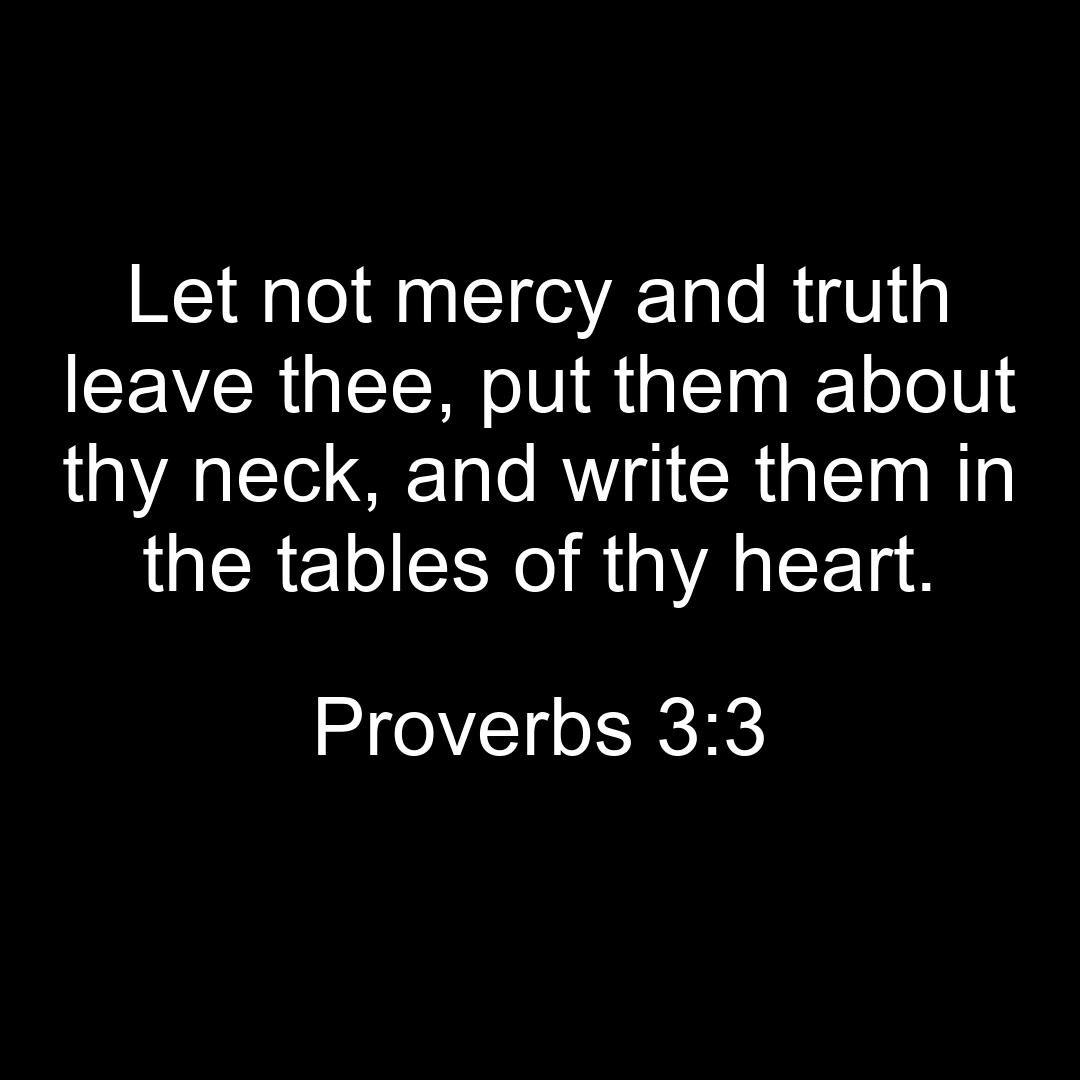 Let not mercy and truth
leave thee, put them about
thy neck, and write them in
the tables of thy heart.
Proverbs 3:3